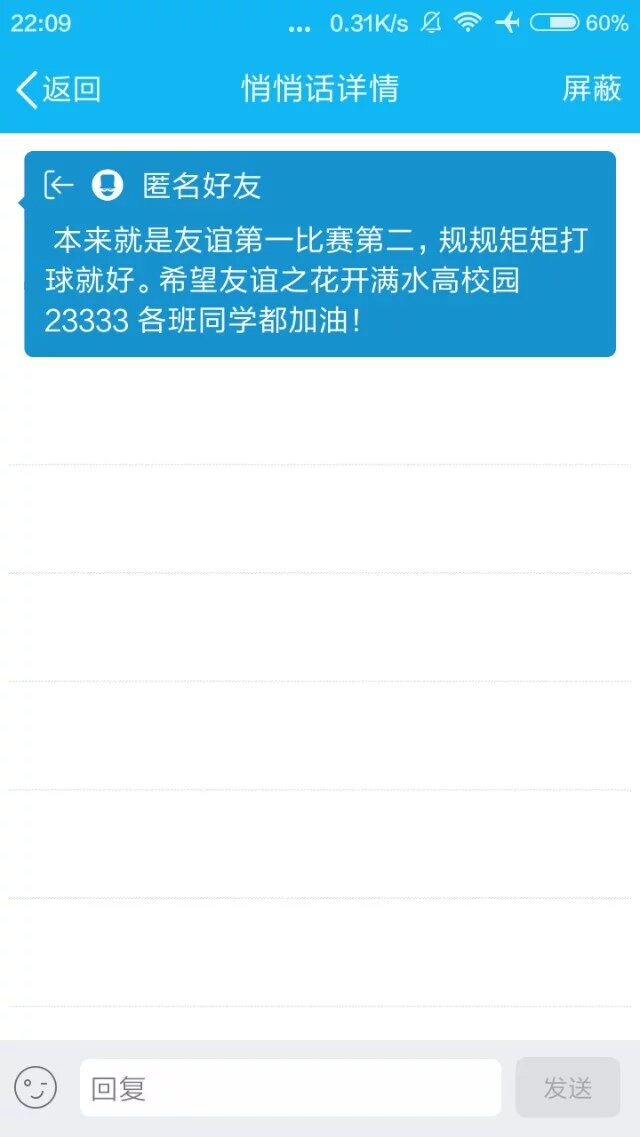 22:09 ... 0.31K/s 60%
返回 悄悄话详情 屏蔽
匿名好友
本来就是友谊第一比赛第二，规规矩矩打
球就好。希望友谊之花开满水高校园
23333 各班同学都加油！
回复 发送